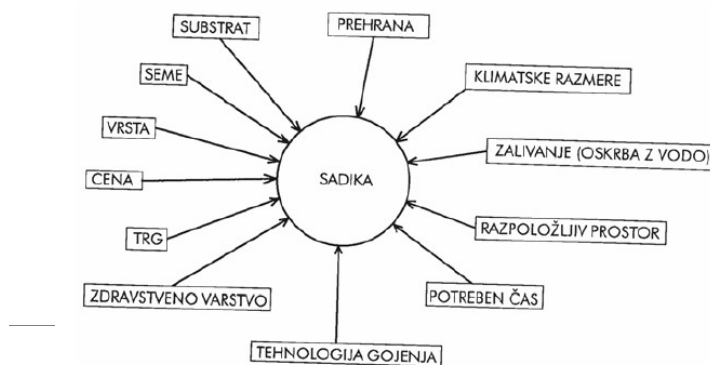 SUBSTRAT
PREHRANA
SEME
KLIMATSKE RAZMERE
VRSTA
ZALIVANJE (OSKRBA Z VODO)
CENA
SADIKA
TRG
RAZPOLOŽLJIV PROSTOR
ZDRAVSTVENO VARSTVO
POTREBEN ČAS
TEHNOLOGIJA GOJENJA